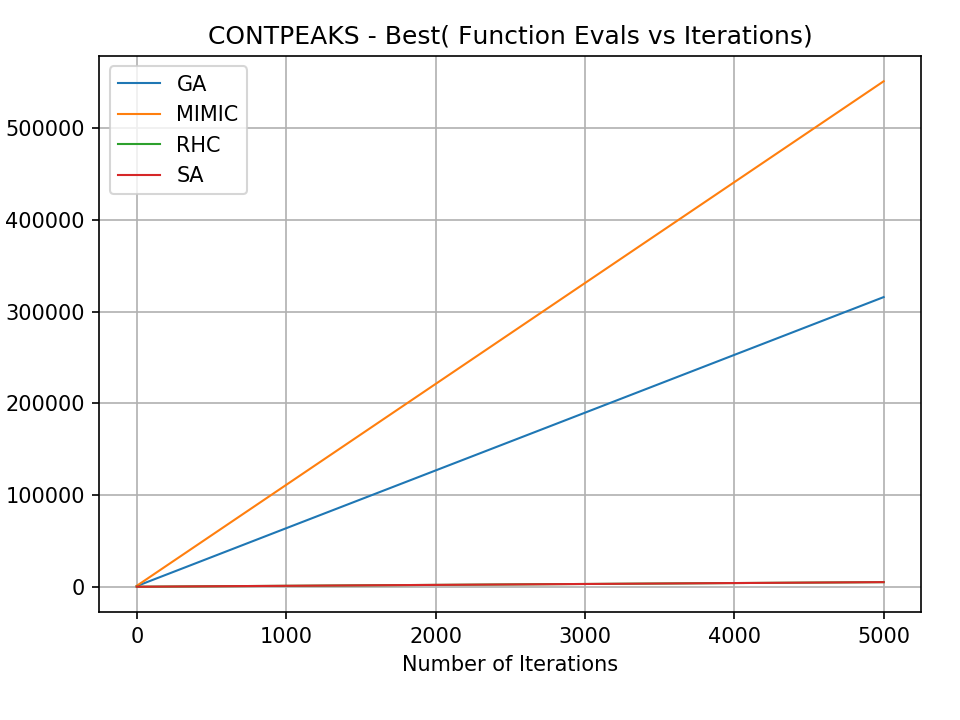 CONTPEAKS - Best( Function Evals vs Iterations)
GA
MIMIC
RHC
SA
500000
400000
300000
200000
100000
0
0 1000 2000 3000 4000 5000
Number of Iterations